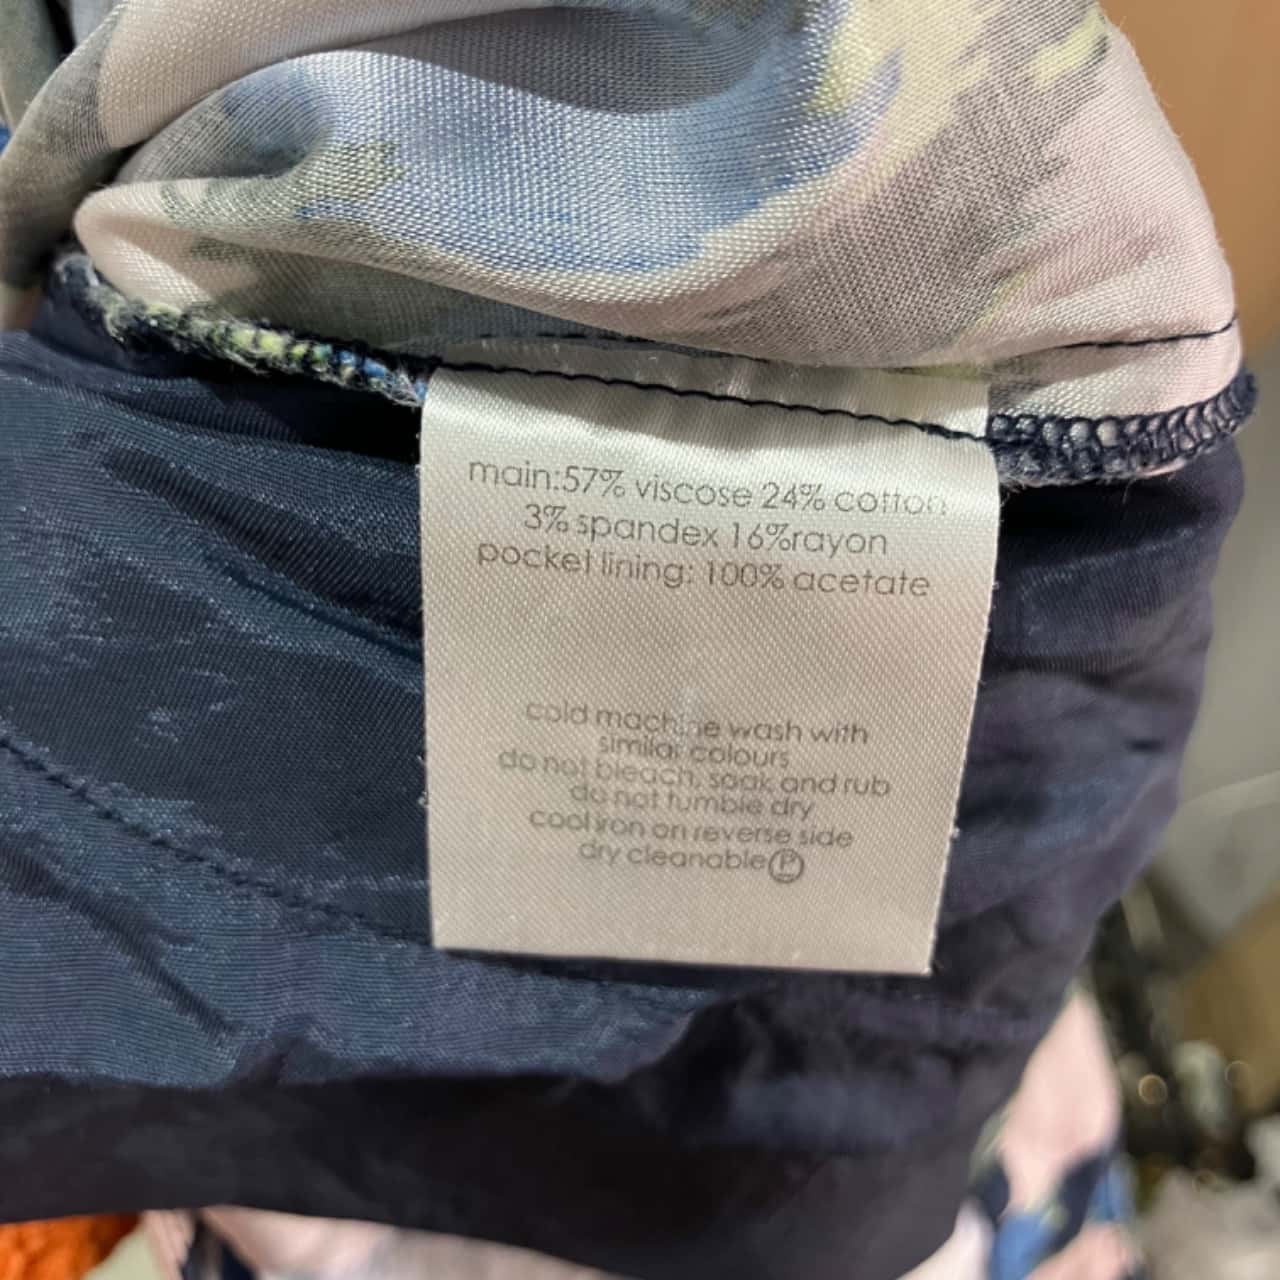 main:57% viscose 24% cotton
3% spandex 16%rayon
pocket lining: 100% acetate
cold machine wash with
similar colours
do not bleach, soak and rub
do not tumble dry
cool iron on reverse side
dry cleanable Ⓟ